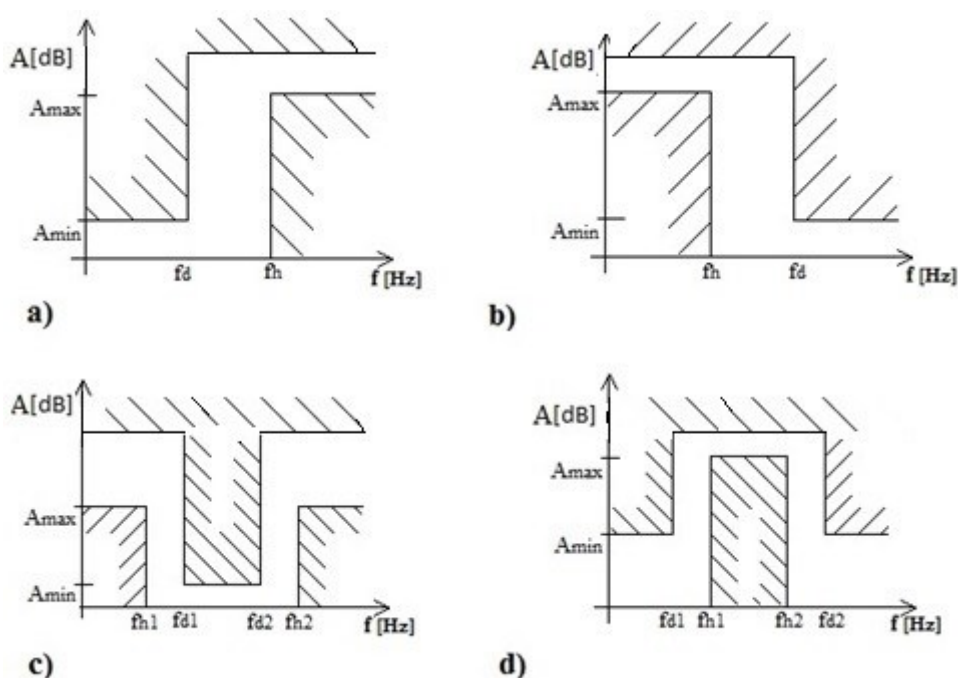 A[dB]
Amax
Amin
fd
fh
f [Hz]
a)
A[dB]
Amax
Amin
fh
fd
f [Hz]
b)
A[dB]
Amax
Amin
fh1
fd1
fd2
fh2
f [Hz]
c)
A[dB]
Amax
Amin
fd1
fh1
fh2
fd2
f [Hz]
d)